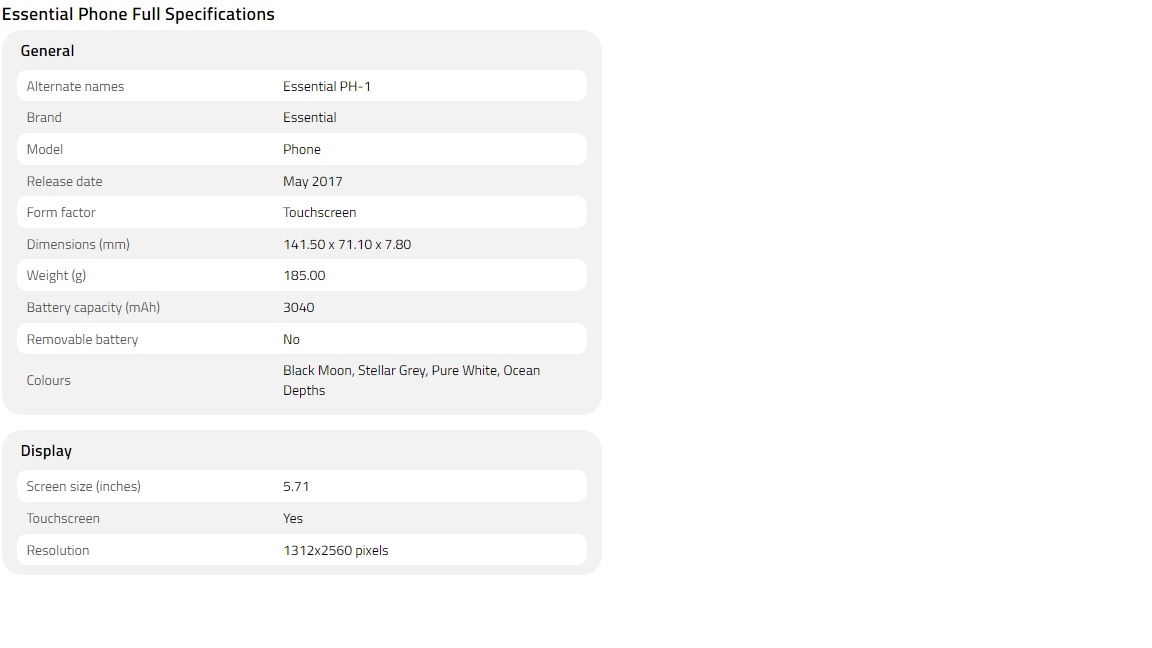 Essential Phone Full Specifications
General
Alternate names Essential PH-1
Brand Essential
Model Phone
Release date May 2017
Form factor Touchscreen
Dimensions (mm) 141.50 x 71.10 x 7.80
Weight (g) 185.00
Battery capacity (mAh) 3040
Removable battery No
Colours Black Moon, Stellar Grey, Pure White, Ocean
Depths
Display
Screen size (inches) 5.71
Touchscreen Yes
Resolution 1312x2560 pixels